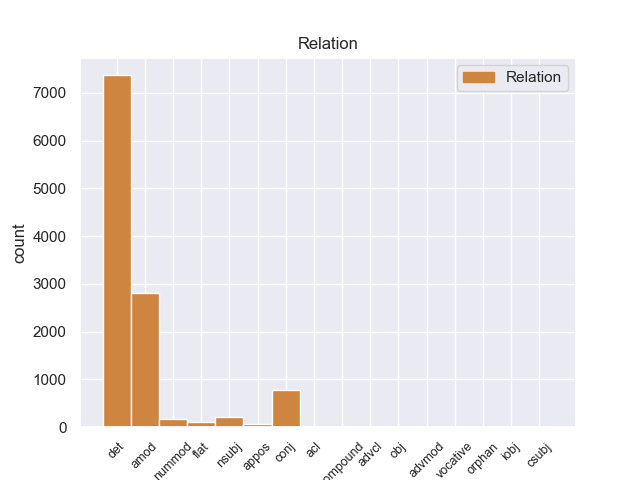 Relation
Relation
7000
6000
5000
4000
3000
2000
1000
0
count
det
amod
nummod
flat
nsubj
appos
conj
acl
ompound
advcl
obj
advmod
vocative
orphan
iobj
csubj